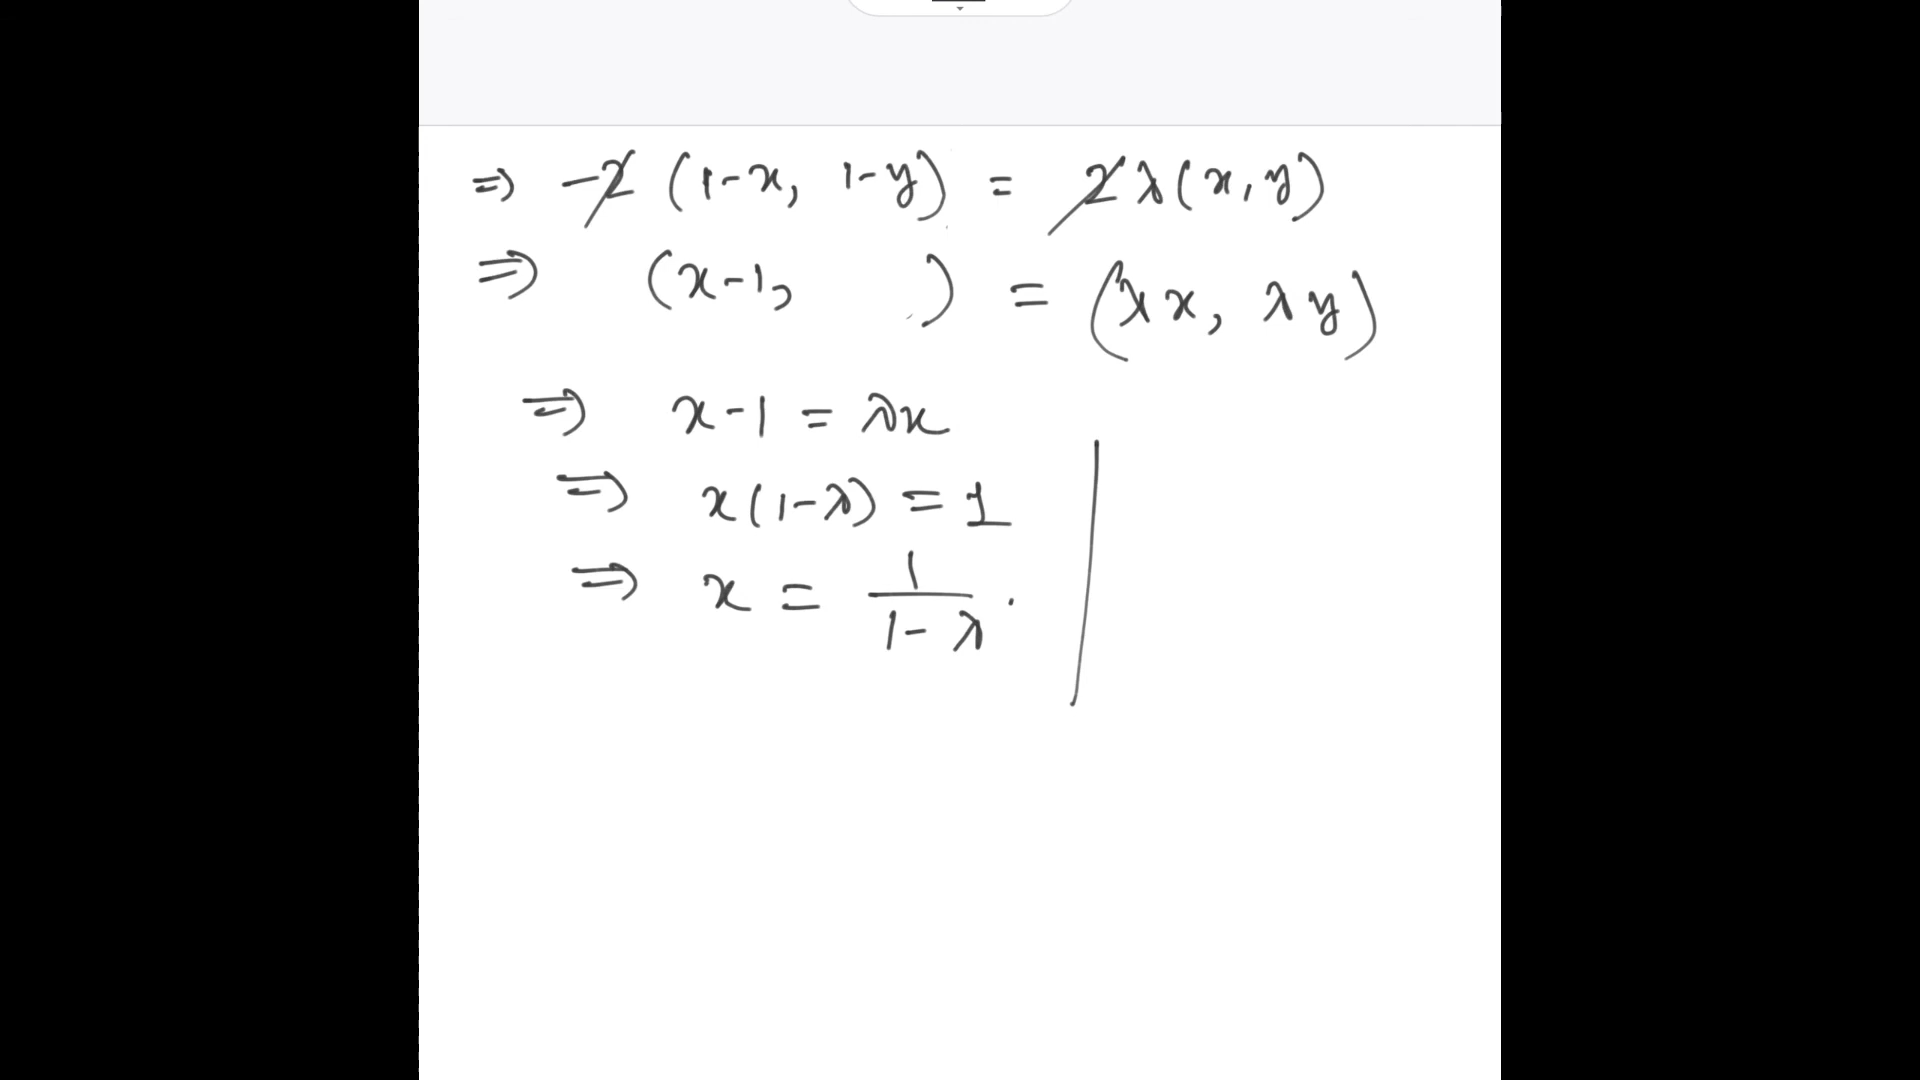 ⇒ -2 (1-x, 1-y) = 2λ(x,y)
⇒ (x-1, ) = (λx, λy)
⇒ x-1 = λx
⇒ x(1-λ) = 1
⇒ x = 1/(1-λ).